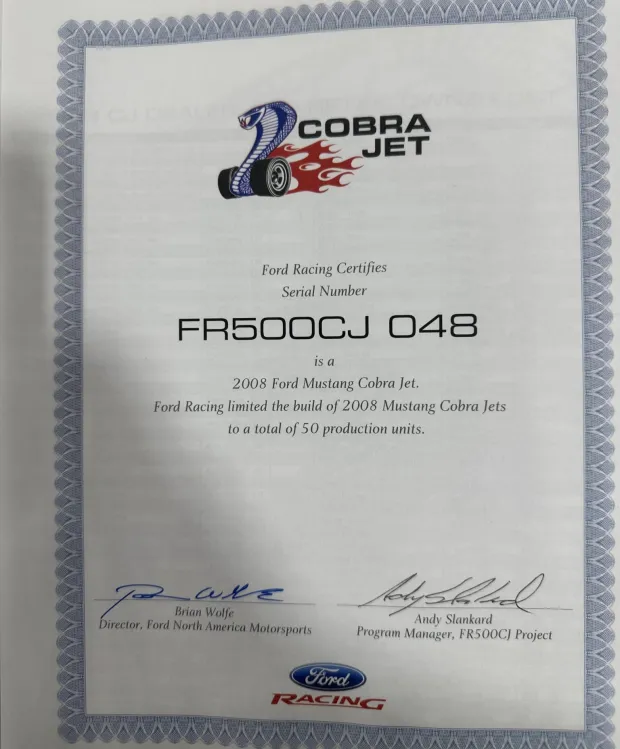 COBRA
JET
Ford Racing Certifies
Serial Number
FR500CJ 048
is a
2008 Ford Mustang Cobra Jet.
Ford Racing limited the build of 2008 Mustang Cobra Jets
to a total of 50 production units.
Brian Wolfe
Director, Ford North America Motorsports
Andy Slankard
Program Manager, FR500CJ Project
Ford
RACING